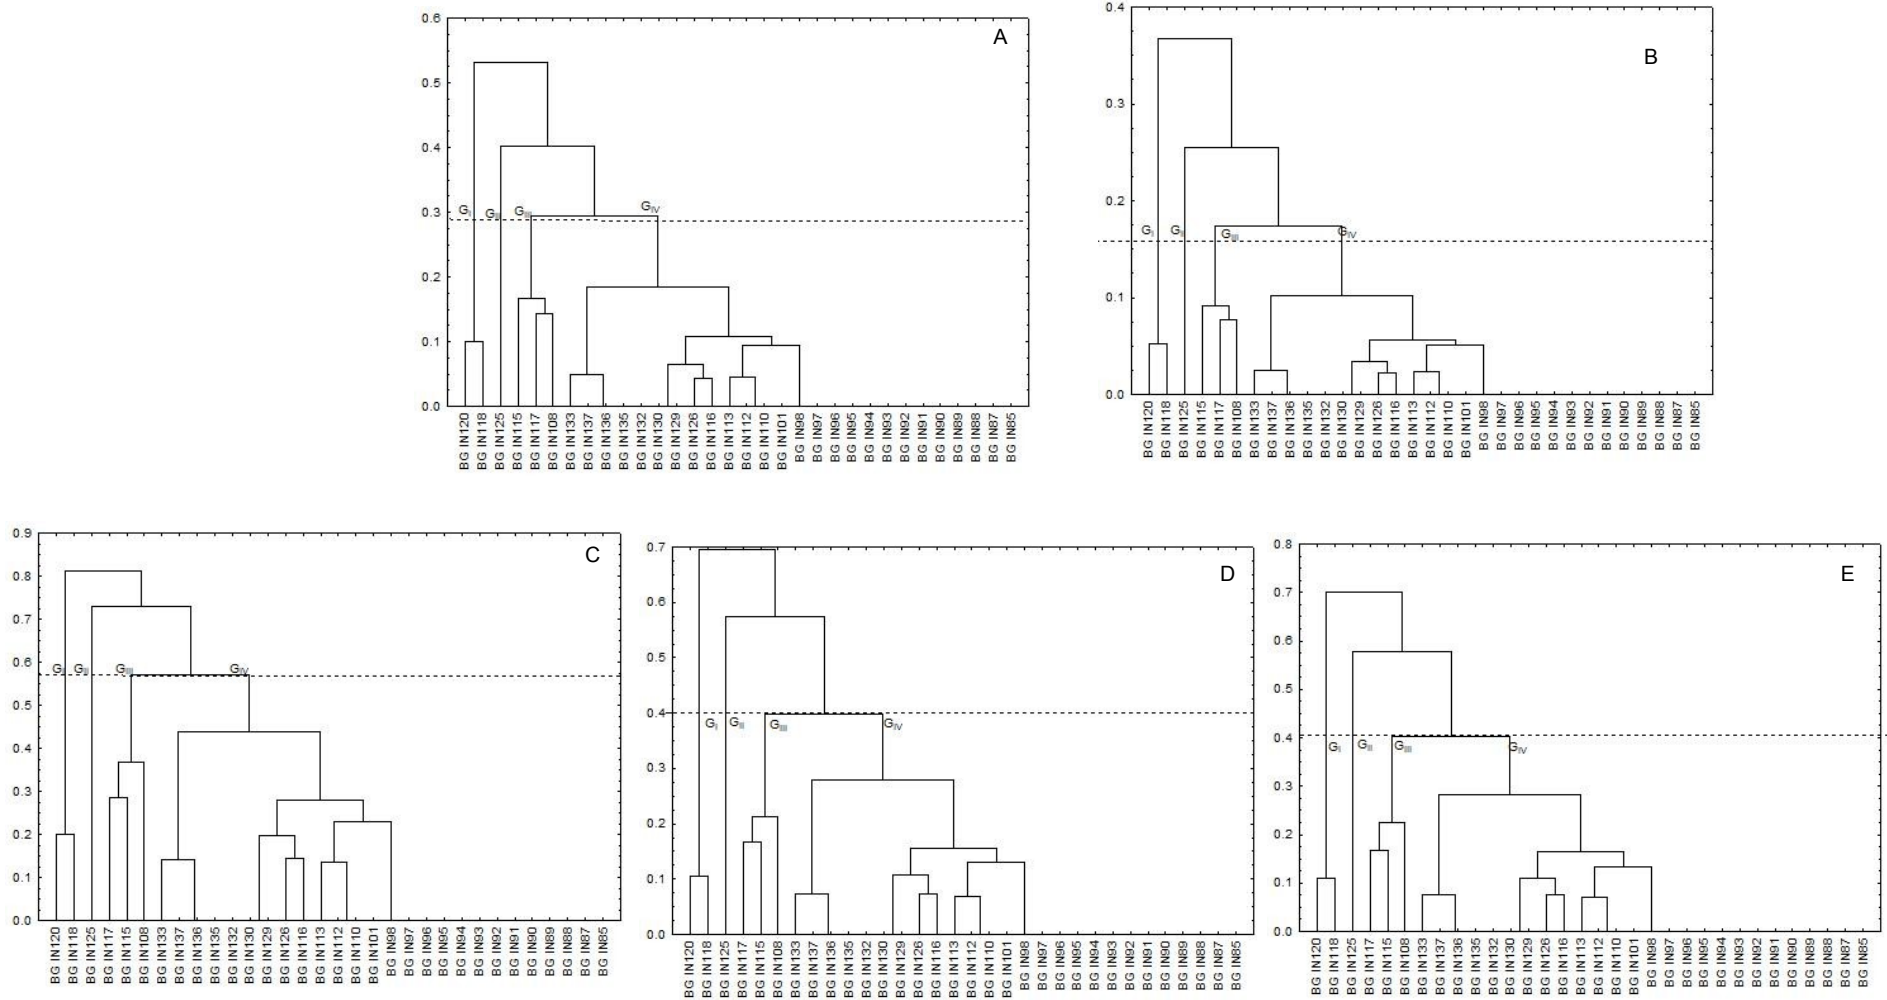 A
0.6
0.5
0.4
0.3
0.2
0.1
0.0
GI GII GIII GIV
BG IN120 BG IN118 BG IN125 BG IN115 BG IN117 BG IN108 BG IN133 BG IN137 BG IN136 BG IN135 BG IN132 BG IN130 BG IN129 BG IN126 BG IN116 BG IN113 BG IN112 BG IN110 BG IN101 BG IN98 BG IN97 BG IN96 BG IN95 BG IN94 BG IN93 BG IN92 BG IN91 BG IN90 BG IN89 BG IN88 BG IN87 BG IN85
B
0.4
0.3
0.2
0.1
0.0
GI GII GIII GIV
BG IN120 BG IN118 BG IN125 BG IN115 BG IN117 BG IN108 BG IN133 BG IN137 BG IN136 BG IN135 BG IN132 BG IN130 BG IN129 BG IN126 BG IN116 BG IN113 BG IN112 BG IN110 BG IN101 BG IN98 BG IN97 BG IN96 BG IN95 BG IN94 BG IN93 BG IN92 BG IN91 BG IN90 BG IN89 BG IN88 BG IN87 BG IN85
C
0.9
0.8
0.7
0.6
0.5
0.4
0.3
0.2
0.1
0.0
GI GII GIII GIV
BG IN120 BG IN118 BG IN125 BG IN117 BG IN115 BG IN108 BG IN133 BG IN137 BG IN136 BG IN135 BG IN132 BG IN130 BG IN129 BG IN126 BG IN116 BG IN113 BG IN112 BG IN110 BG IN101 BG IN98 BG IN97 BG IN96 BG IN95 BG IN94 BG IN93 BG IN92 BG IN91 BG IN90 BG IN89 BG IN88 BG IN87 BG IN85
D
0.7
0.6
0.5
0.4
0.3
0.2
0.1
0.0
GI GII GIII GIV
BG IN120 BG IN118 BG IN125 BG IN117 BG IN115 BG IN108 BG IN133 BG IN137 BG IN136 BG IN135 BG IN132 BG IN130 BG IN129 BG IN126 BG IN116 BG IN113 BG IN112 BG IN110 BG IN101 BG IN98 BG IN97 BG IN96 BG IN95 BG IN94 BG IN93 BG IN92 BG IN91 BG IN90 BG IN89 BG IN88 BG IN87 BG IN85
E
0.8
0.7
0.6
0.5
0.4
0.3
0.2
0.1
0.0
GI GII GIII GIV
BG IN120 BG IN118 BG IN125 BG IN117 BG IN115 BG IN108 BG IN133 BG IN137 BG IN136 BG IN135 BG IN132 BG IN130 BG IN129 BG IN126 BG IN116 BG IN113 BG IN112 BG IN110 BG IN101 BG IN98 BG IN97 BG IN96 BG IN95 BG IN94 BG IN93 BG IN92 BG IN91 BG IN90 BG IN89 BG IN88 BG IN87 BG IN85